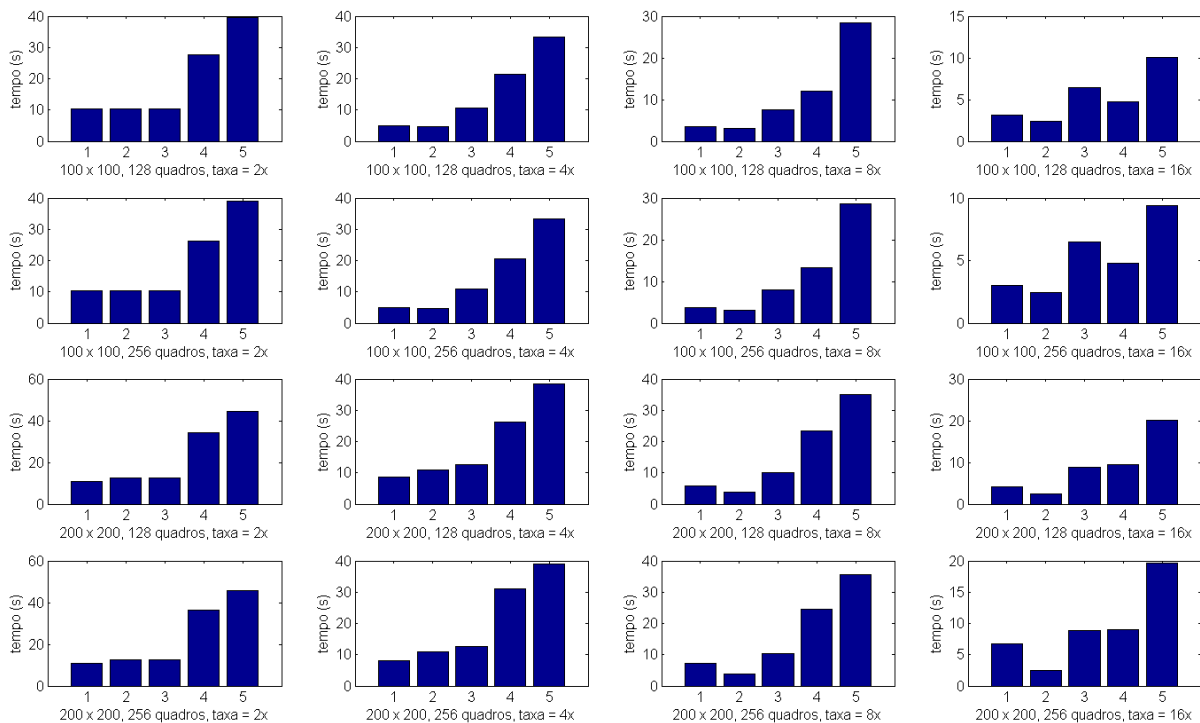 40
30
20
10
0
tempo (s)
1 2 3 4 5
100 x 100, 128 quadros, taxa = 2x
40
30
20
10
0
tempo (s)
1 2 3 4 5
100 x 100, 128 quadros, taxa = 4x
30
20
10
0
tempo (s)
1 2 3 4 5
100 x 100, 128 quadros, taxa = 8x
15
10
5
0
tempo (s)
1 2 3 4 5
100 x 100, 128 quadros, taxa = 16x
40
30
20
10
0
tempo (s)
1 2 3 4 5
100 x 100, 256 quadros, taxa = 2x
40
30
20
10
0
tempo (s)
1 2 3 4 5
100 x 100, 256 quadros, taxa = 4x
30
20
10
0
tempo (s)
1 2 3 4 5
100 x 100, 256 quadros, taxa = 8x
10
5
0
tempo (s)
1 2 3 4 5
100 x 100, 256 quadros, taxa = 16x
60
40
20
0
tempo (s)
1 2 3 4 5
200 x 200, 128 quadros, taxa = 2x
40
30
20
10
0
tempo (s)
1 2 3 4 5
200 x 200, 128 quadros, taxa = 4x
40
30
20
10
0
tempo (s)
1 2 3 4 5
200 x 200, 128 quadros, taxa = 8x
30
20
10
0
tempo (s)
1 2 3 4 5
200 x 200, 128 quadros, taxa = 16x
60
40
20
0
tempo (s)
1 2 3 4 5
200 x 200, 256 quadros, taxa = 2x
40
30
20
10
0
tempo (s)
1 2 3 4 5
200 x 200, 256 quadros, taxa = 4x
40
30
20
10
0
tempo (s)
1 2 3 4 5
200 x 200, 256 quadros, taxa = 8x
20
15
10
5
0
tempo (s)
1 2 3 4 5
200 x 200, 256 quadros, taxa = 16x